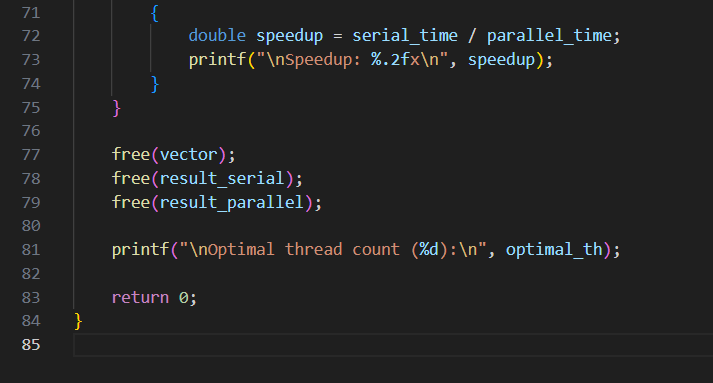 71 {
72 double speedup = serial_time / parallel_time;
73 printf("\nSpeedup: %.2fx\n", speedup);
74 }
75 }
76
77 free(vector);
78 free(result_serial);
79 free(result_parallel);
80
81 printf("\nOptimal thread count (%d):\n", optimal_th);
82
83 return 0;
84 }
85